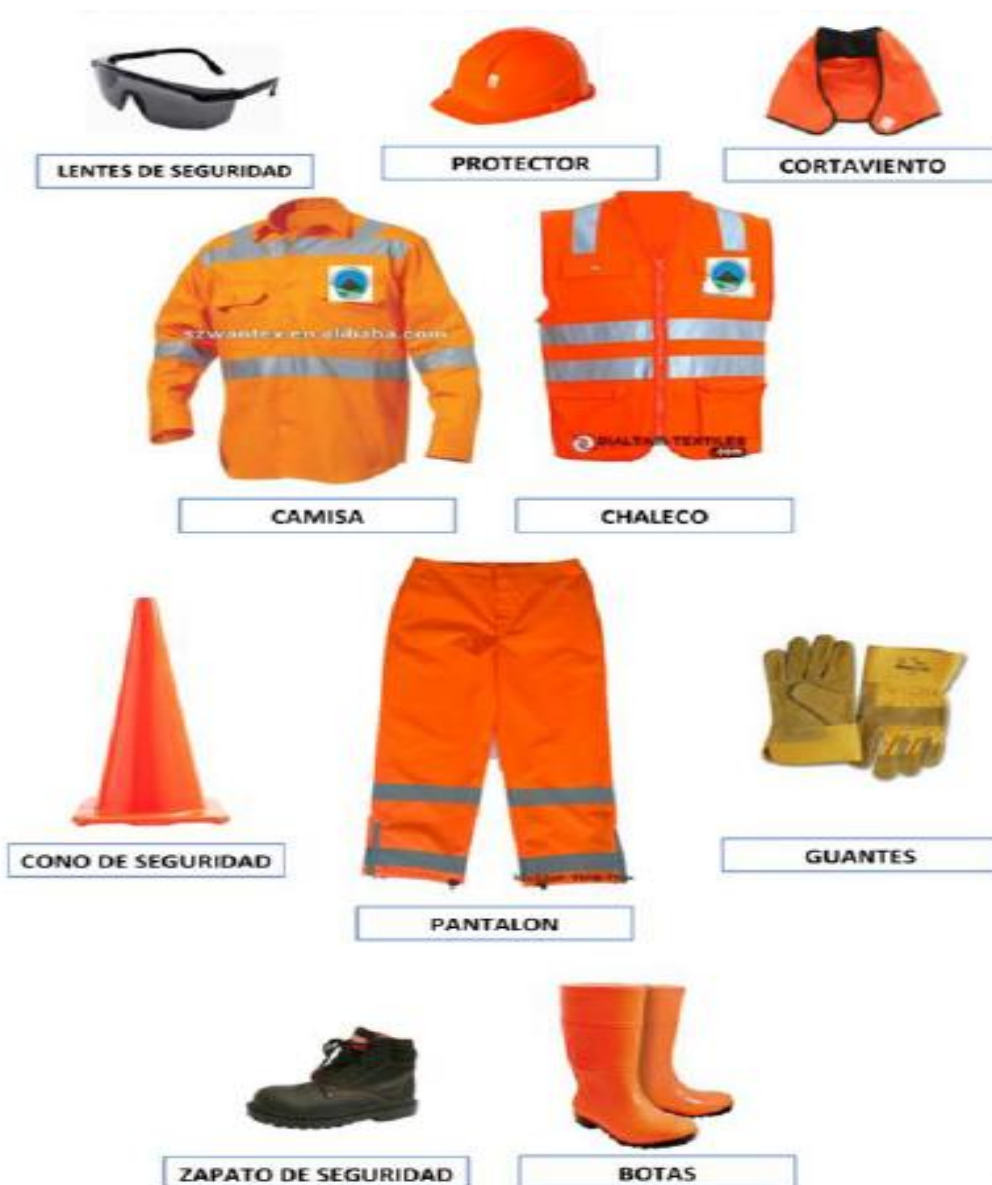 LENTES DE SEGURIDAD
PROTECTOR
CORTAVIENTO
szwantex.en.alibaba.com
TEXTILES
.com
CAMISA
CHALECO
CONO DE SEGURIDAD
GUANTES
PANTALON
ZAPATO DE SEGURIDAD
BOTAS